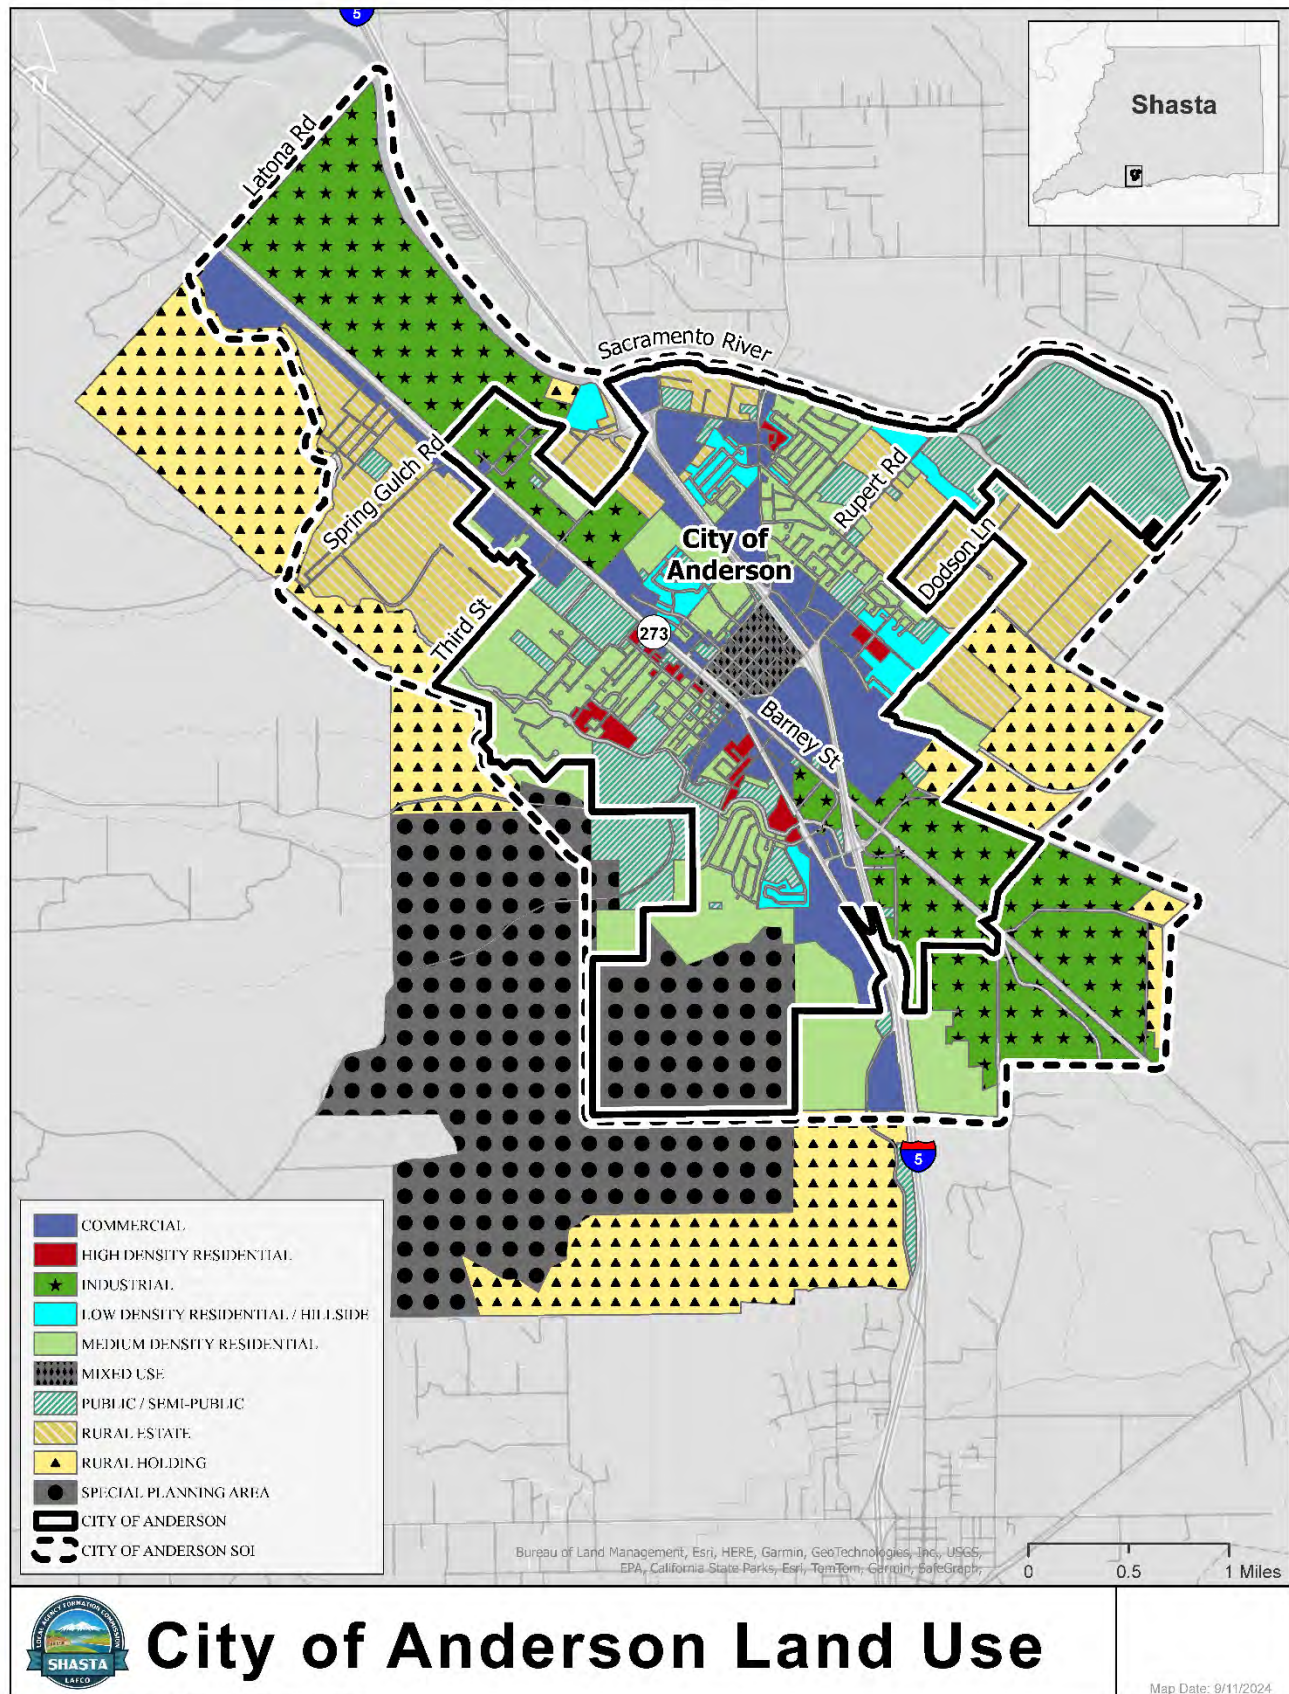 5
Shasta
Latona Rd
Sacramento River
Spring Gulch Rd
Rupert Rd
City of
Anderson
Dodson Ln
Third St
273
Barney St
5
COMMERCIAL
HIGH DENSITY RESIDENTIAL
INDUSTRIAL
LOW DENSITY RESIDENTIAL / HILLSIDE
MEDIUM DENSITY RESIDENTIAL
MIXED USE
PUBLIC / SEMI-PUBLIC
RURAL ESTATE
RURAL HOLDING
SPECIAL PLANNING AREA
CITY OF ANDERSON
CITY OF ANDERSON SOI
Bureau of Land Management, Esri, HERE, Garmin, GeoTechnologies, Inc., USGS,
EPA, California State Parks, Esri, TomTom, Garmin, SafeGraph,
0 0.5 1 Miles
LOCAL AGENCY FORMATION COMMISSION
SHASTA
LAFCO
City of Anderson Land Use
Map Date: 9/11/2024